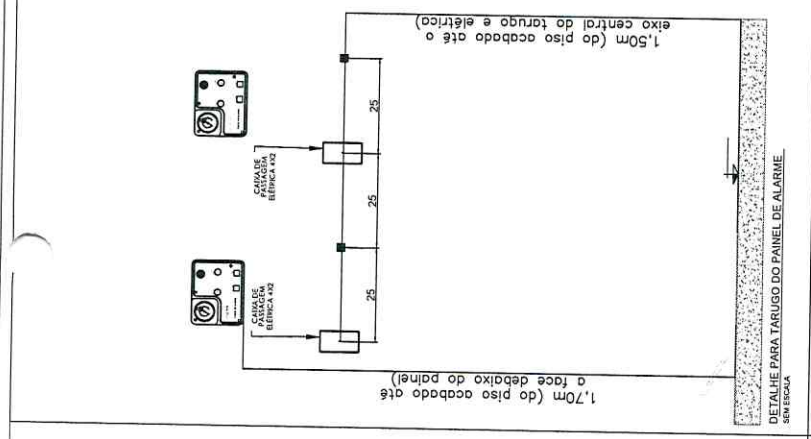 1,50m (do piso acabado até o
eixo central do tarugo e elétrica)
CAIXA DE
PASSAGEM
ELÉTRICA 4X2
25
25
25
CAIXA DE
PASSAGEM
ELÉTRICA 4X2
1,70m (do piso acabado até
a face debaixo do painel)
DETALHE PARA TARUGO DO PAINEL DE ALARME
SEM ESCALA